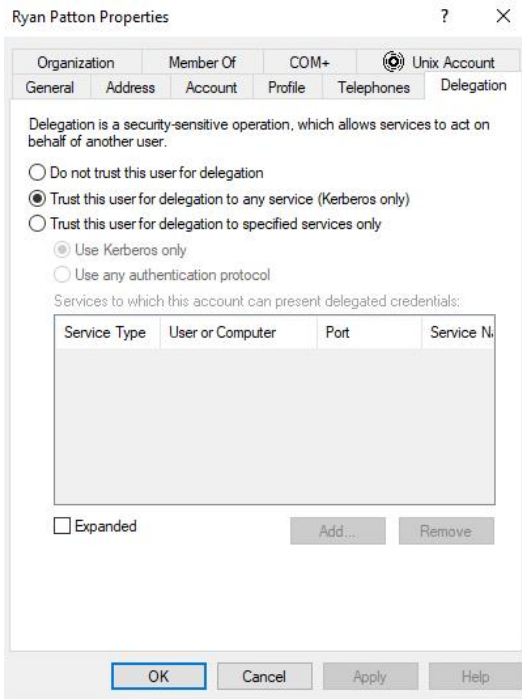 Ryan Patton Properties ? ×
Organization Member Of COM+ Unix Account
General Address Account Profile Telephones Delegation
Delegation is a security-sensitive operation, which allows services to act on
behalf of another user.
Do not trust this user for delegation
Trust this user for delegation to any service (Kerberos only)
Trust this user for delegation to specified services only
Use Kerberos only
Use any authentication protocol
Services to which this account can present delegated credentials:
Service Type User or Computer Port Service N
Expanded Add... Remove
OK Cancel Apply Help